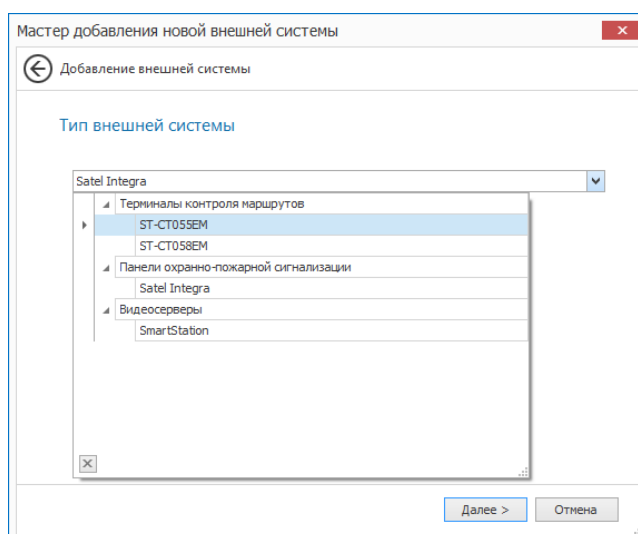 Мастер добавления новой внешней системы
Добавление внешней системы
Тип внешней системы
Satel Integra
Терминалы контроля маршрутов
ST-CT055EM
ST-CT058EM
Панели охранно-пожарной сигнализации
Satel Integra
Видеосерверы
SmartStation
Далее > Отмена